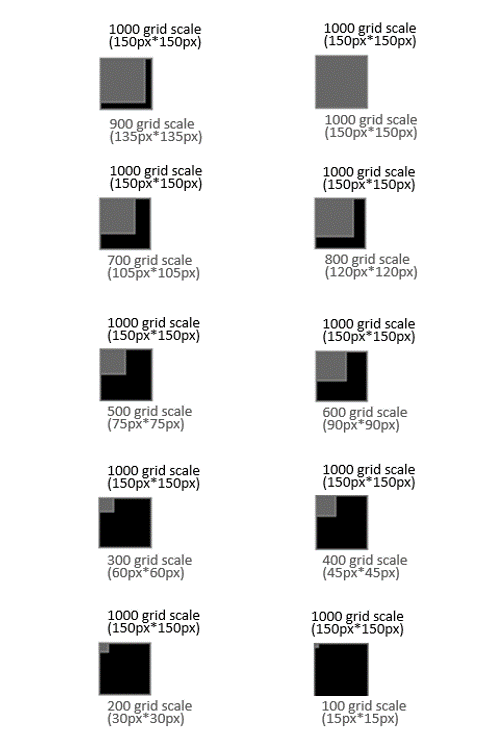 1000 grid scale
(150px*150px)
1000 grid scale
(150px*150px)
900 grid scale
(135px*135px)
1000 grid scale
(150px*150px)
1000 grid scale
(150px*150px)
1000 grid scale
(150px*150px)
700 grid scale
(105px*105px)
800 grid scale
(120px*120px)
1000 grid scale
(150px*150px)
1000 grid scale
(150px*150px)
500 grid scale
(75px*75px)
600 grid scale
(90px*90px)
1000 grid scale
(150px*150px)
1000 grid scale
(150px*150px)
300 grid scale
(60px*60px)
400 grid scale
(45px*45px)
1000 grid scale
(150px*150px)
1000 grid scale
(150px*150px)
200 grid scale
(30px*30px)
100 grid scale
(15px*15px)